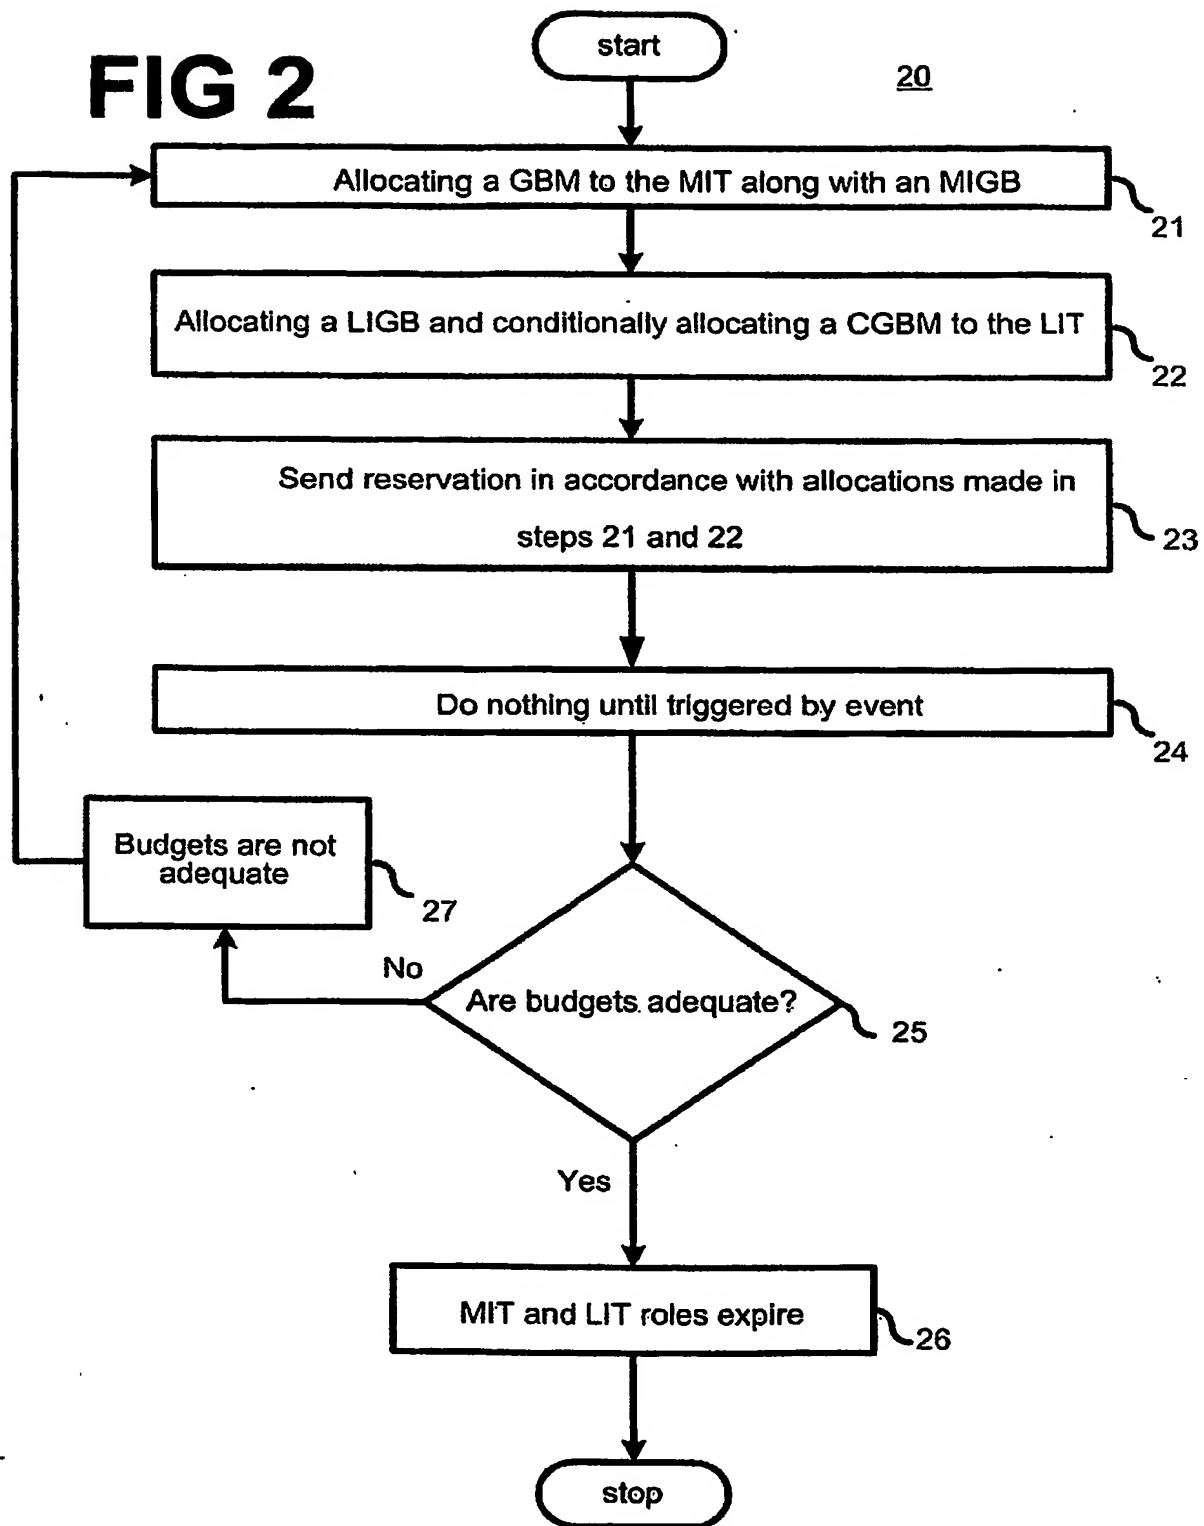 start
FIG 2
20
Allocating a GBM to the MIT along with an MIGB
21
Allocating a LIGB and conditionally allocating a CGBM to the LIT
22
Send reservation in accordance with allocations made in
steps 21 and 22
23
Do nothing until triggered by event
24
Budgets are not
adequate
27
No
Are budgets adequate?
25
Yes
MIT and LIT roles expire
26
stop